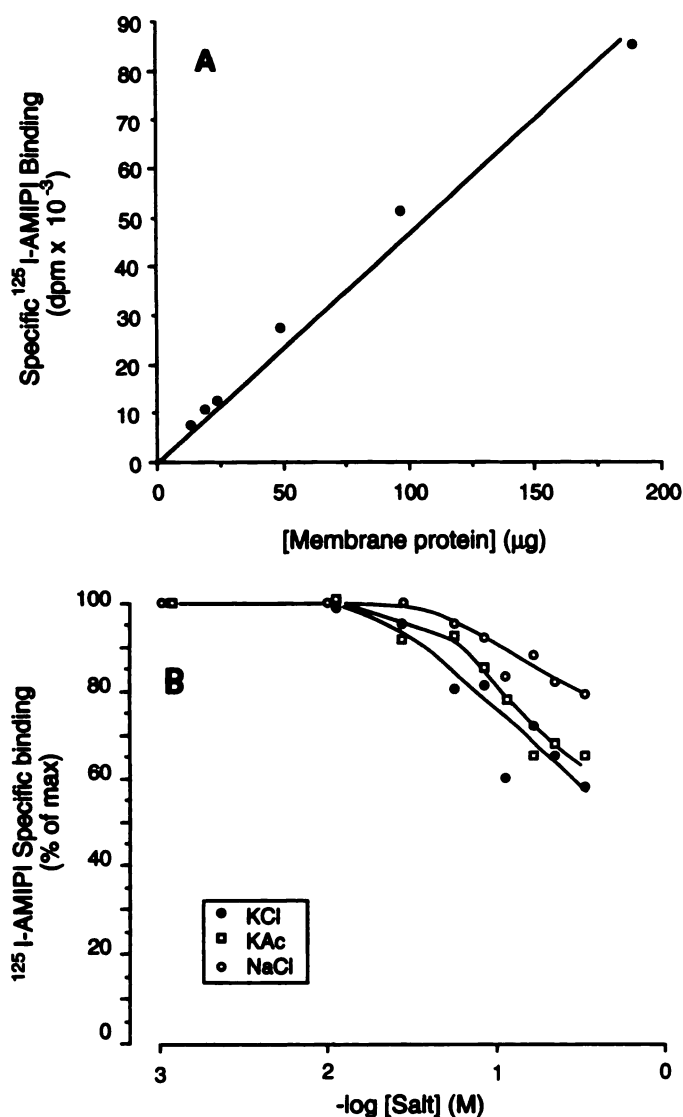 A
90
80
70
60
50
40
30
20
10
0
Specific ¹²⁵I-AMIPI Binding
(dpm x 10⁻³)
0 50 100 150 200
[Membrane protein] (µg)
B
100
80
60
40
20
0
¹²⁵I-AMIPI Specific binding
(% of max)
KCl
KAc
NaCl
3 2 1 0
-log [Salt] (M)